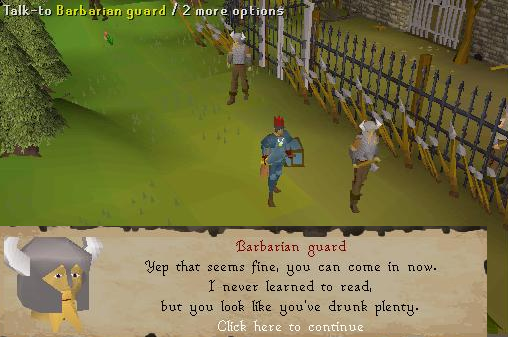 Talk-to Barbarian guard / 2 more options
Barbarian guard
Yep that seems fine, you can come in now.
I never learned to read,
but you look like you've drunk plenty.
Click here to continue